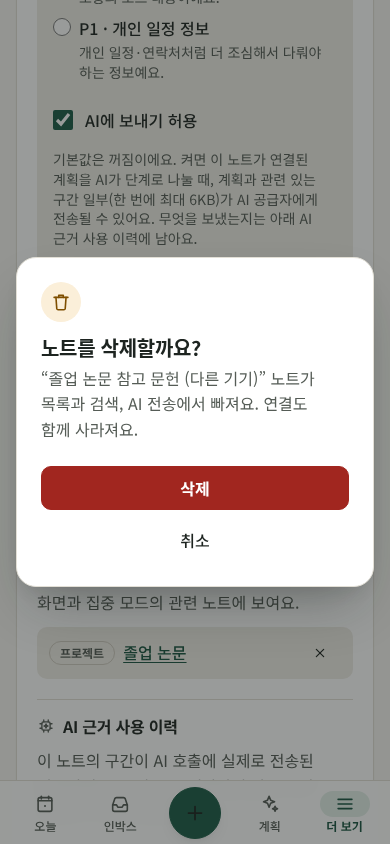 P1 · 개인 일정 정보
개인 일정·연락처처럼 더 조심해서 다뤄야
하는 정보예요.
AI에 보내기 허용
기본값은 꺼짐이에요. 켜면 이 노트가 연결된
계획을 AI가 단계로 나눌 때, 계획과 관련 있는
구간 일부(한 번에 최대 6KB)가 AI 공급자에게
전송될 수 있어요. 무엇을 보냈는지는 아래 AI
근거 사용 이력에 남아요.
노트를 삭제할까요?
“졸업 논문 참고 문헌 (다른 기기)” 노트가
목록과 검색, AI 전송에서 빠져요. 연결도
함께 사라져요.
삭제
취소
화면과 집중 모드의 관련 노트에 보여요.
프로젝트 졸업 논문
AI 근거 사용 이력
이 노트의 구간이 AI 호출에 실제로 전송된
오늘 인박스 계획 더 보기